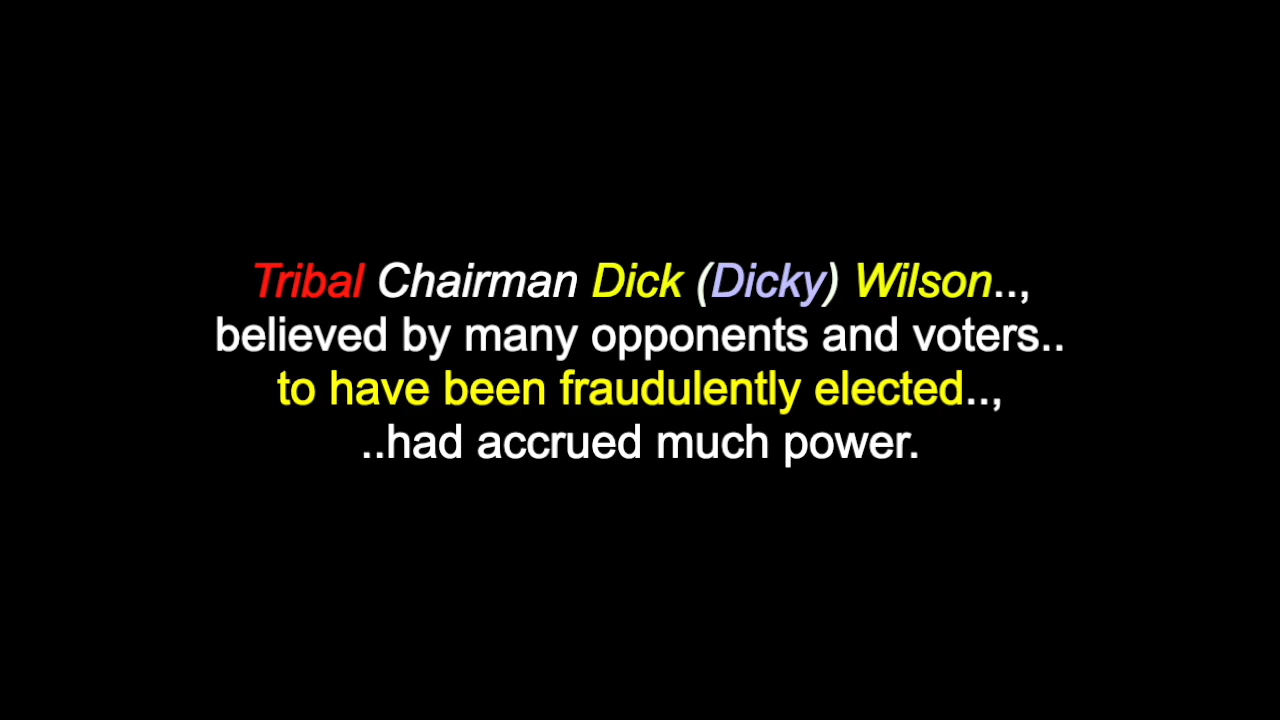 Tribal Chairman Dick (Dicky) Wilson..,
believed by many opponents and voters..
to have been fraudulently elected..,
..had accrued much power.